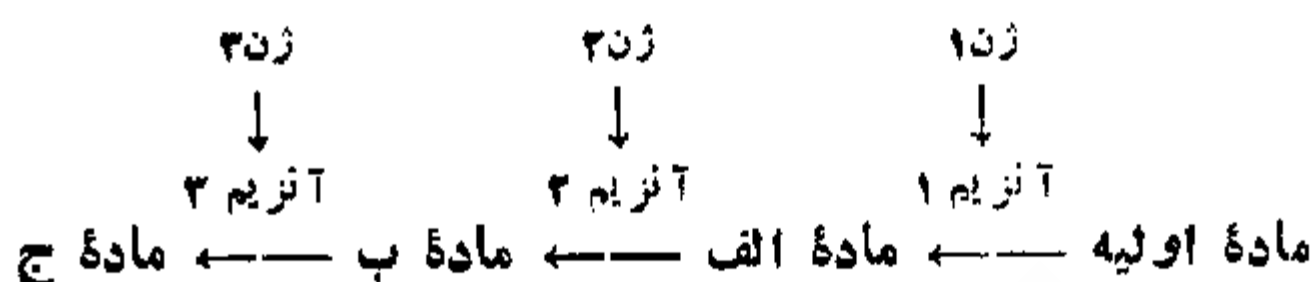 ژن۱ ژن۲ ژن۳
آنزیم ۱ آنزیم ۲ آنزیم ۳
مادهٔ اولیه ← مادهٔ الف ← مادهٔ ب ← مادهٔ ج